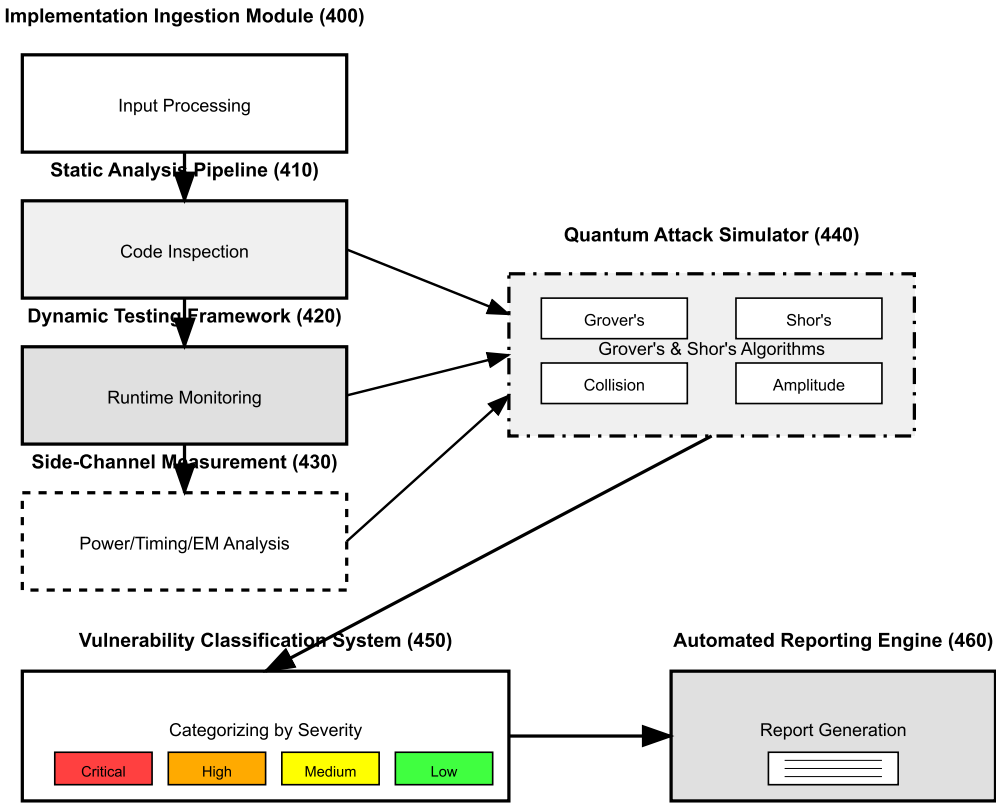 Implementation Ingestion Module (400)
Input Processing
Static Analysis Pipeline (410)
Code Inspection
Dynamic Testing Framework (420)
Runtime Monitoring
Side-Channel Measurement (430)
Power/Timing/EM Analysis
Quantum Attack Simulator (440)
Grover's
Shor's
Grover's & Shor's Algorithms
Collision
Amplitude
Vulnerability Classification System (450)
Categorizing by Severity
Critical
High
Medium
Low
Automated Reporting Engine (460)
Report Generation